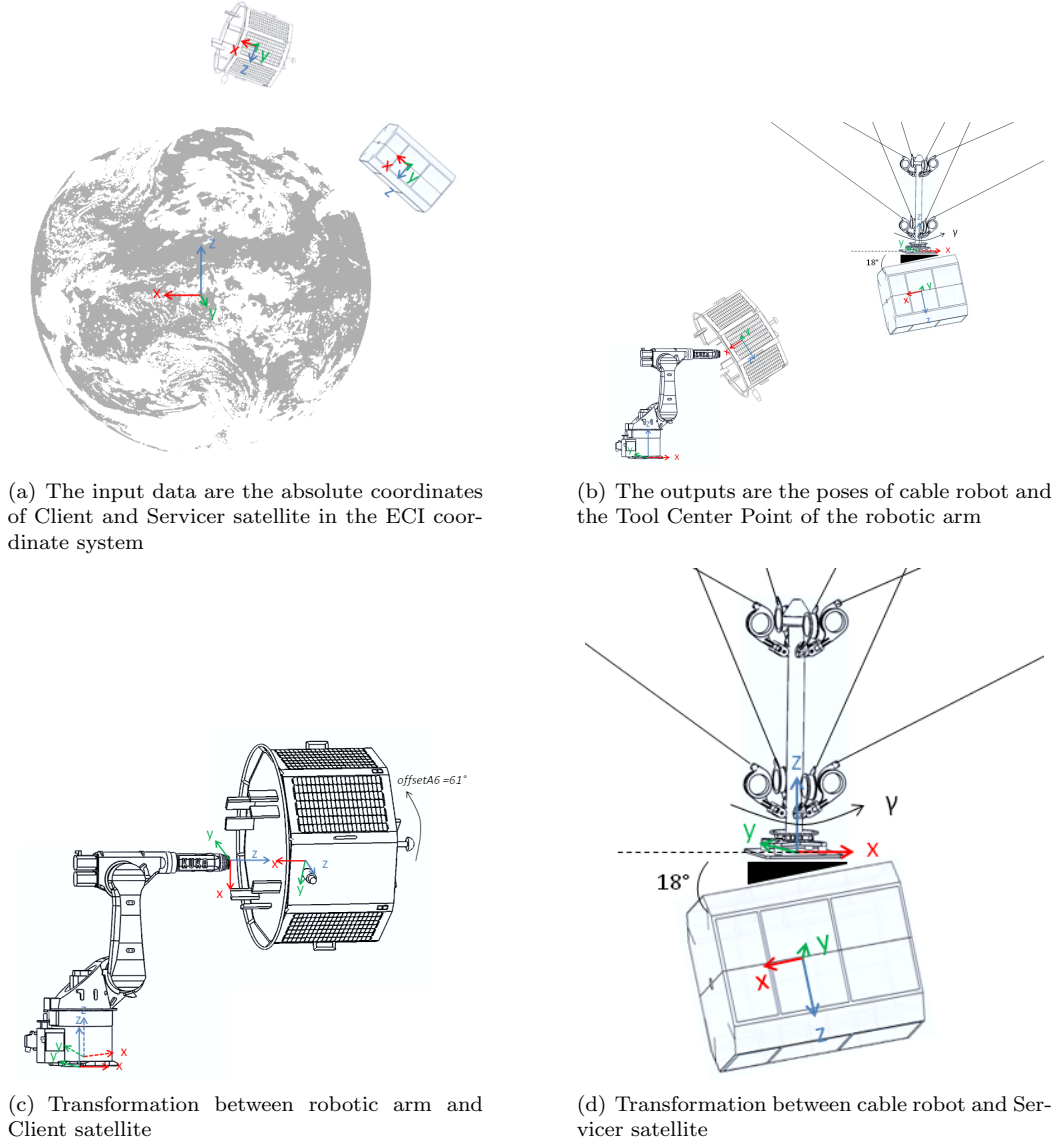 x
y
z
x
y
z
z
x
y
(a) The input data are the absolute coordinates
of Client and Servicer satellite in the ECI coor-
dinate system
z
γ
y
x
18°
y
x
z
y
x
z
z
y
x
(b) The outputs are the poses of cable robot and
the Tool Center Point of the robotic arm
offsetA6 =61°
y
z
x
x
z
y
z
z
y
x
y
x
(c) Transformation between robotic arm and
Client satellite
z
γ
y
x
18°
y
x
z
(d) Transformation between cable robot and Ser-
vicer satellite